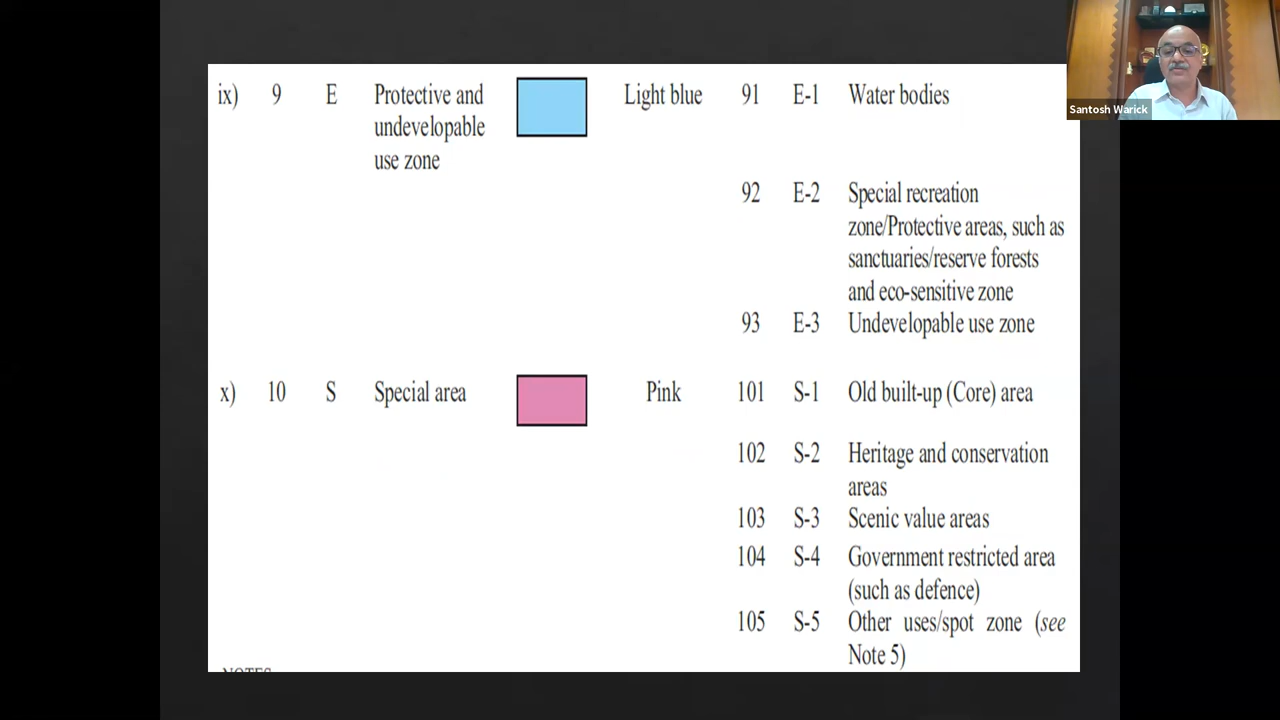 ix) 9 E Protective and Light blue 91 E-1 Water bodies
undevelopable
use zone
92 E-2 Special recreation
zone/Protective areas, such as
sanctuaries/reserve forests
and eco-sensitive zone
93 E-3 Undevelopable use zone
x) 10 S Special area Pink 101 S-1 Old built-up (Core) area
102 S-2 Heritage and conservation
areas
103 S-3 Scenic value areas
104 S-4 Government restricted area
(such as defence)
105 S-5 Other uses/spot zone (see
Note 5)
NOTES
Santosh Warick